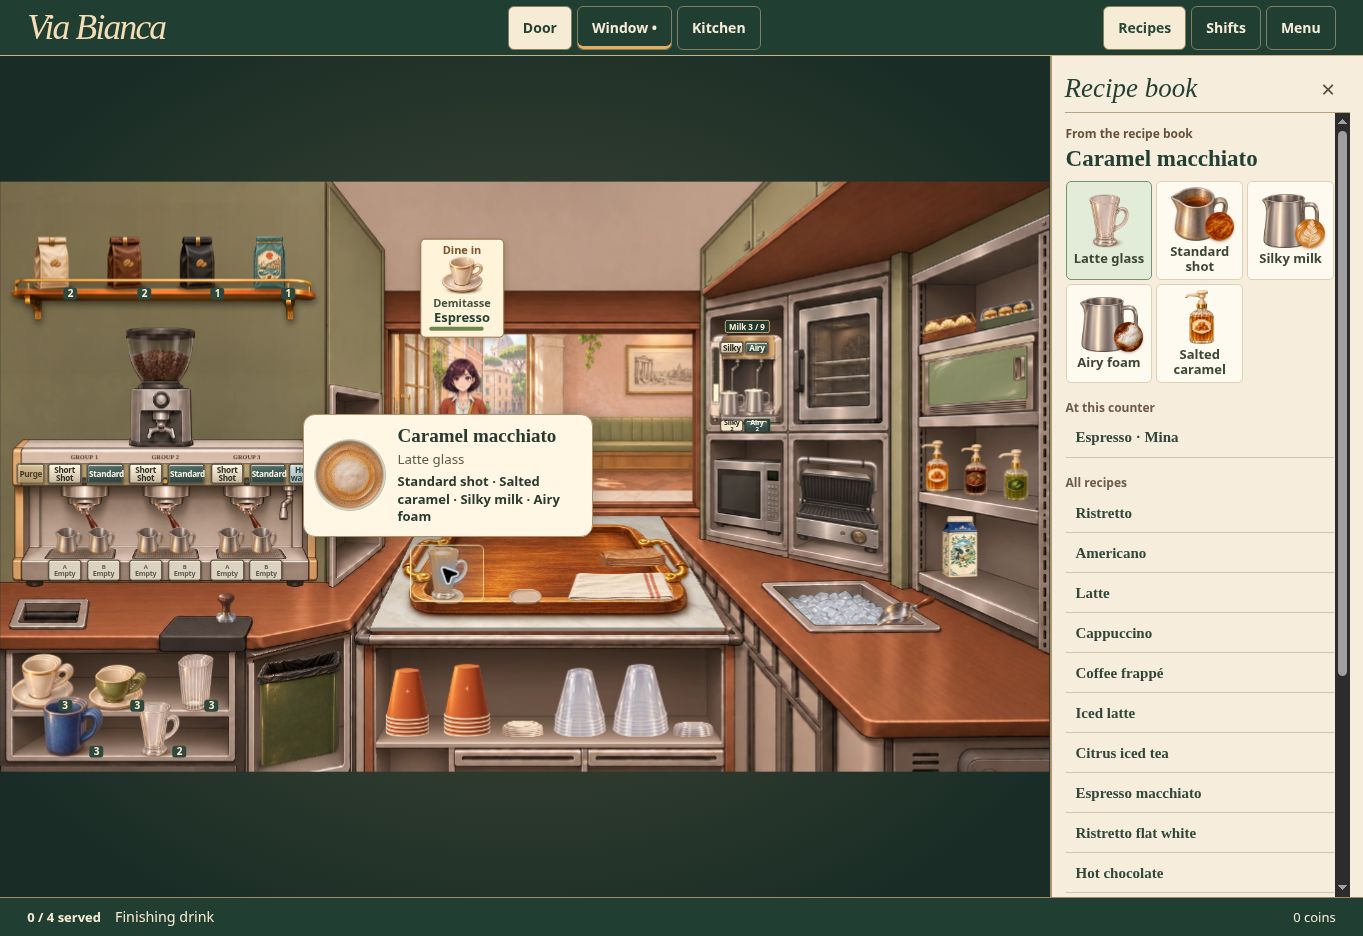 Via Bianca
Door
Window •
Kitchen
Recipes
Shifts
Menu
Dine in
Demitasse
Espresso
2
2
1
1
Milk 3 / 9
Silky
Airy
Silky
2
Airy
2
GROUP 1
GROUP 2
GROUP 3
Purge
Short
Shot
Standard
Short
Shot
Standard
Short
Shot
Standard
A
Empty
B
Empty
A
Empty
B
Empty
A
Empty
B
Empty
Caramel macchiato
Latte glass
Standard shot · Salted
caramel · Silky milk · Airy
foam
3
3
3
3
2
Recipe book
×
From the recipe book
Caramel macchiato
Latte glass
Standard
shot
Silky milk
Airy foam
Salted
caramel
At this counter
Espresso · Mina
All recipes
Ristretto
Americano
Latte
Cappuccino
Coffee frappé
Iced latte
Citrus iced tea
Espresso macchiato
Ristretto flat white
Hot chocolate
0 / 4 served
Finishing drink
0 coins